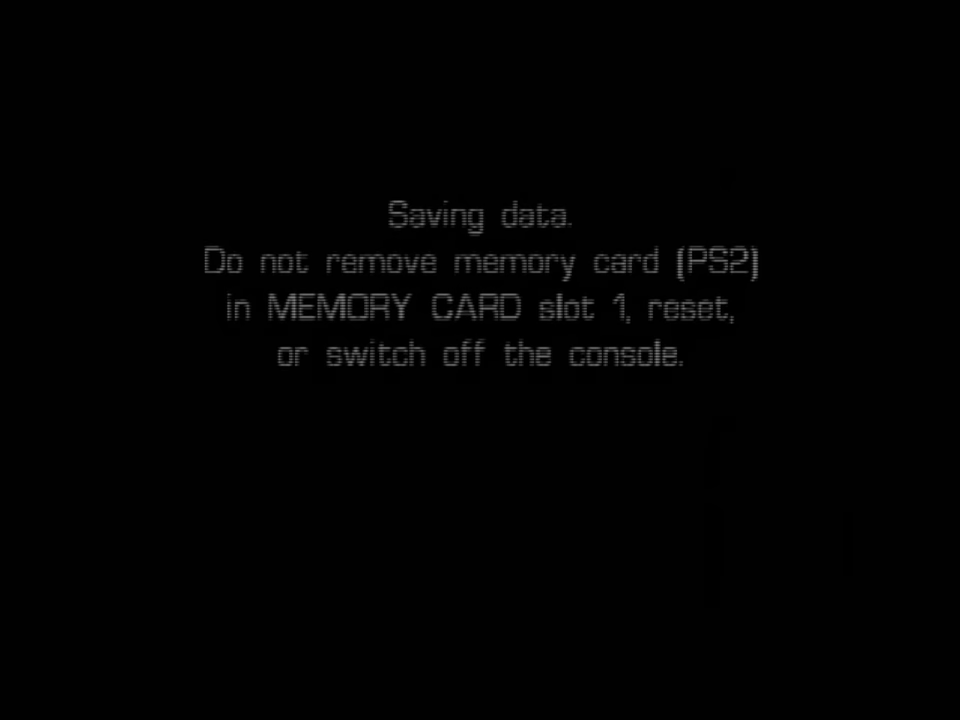 Saving data.
Do not remove memory card (PS2)
in MEMORY CARD slot 1, reset,
or switch off the console.